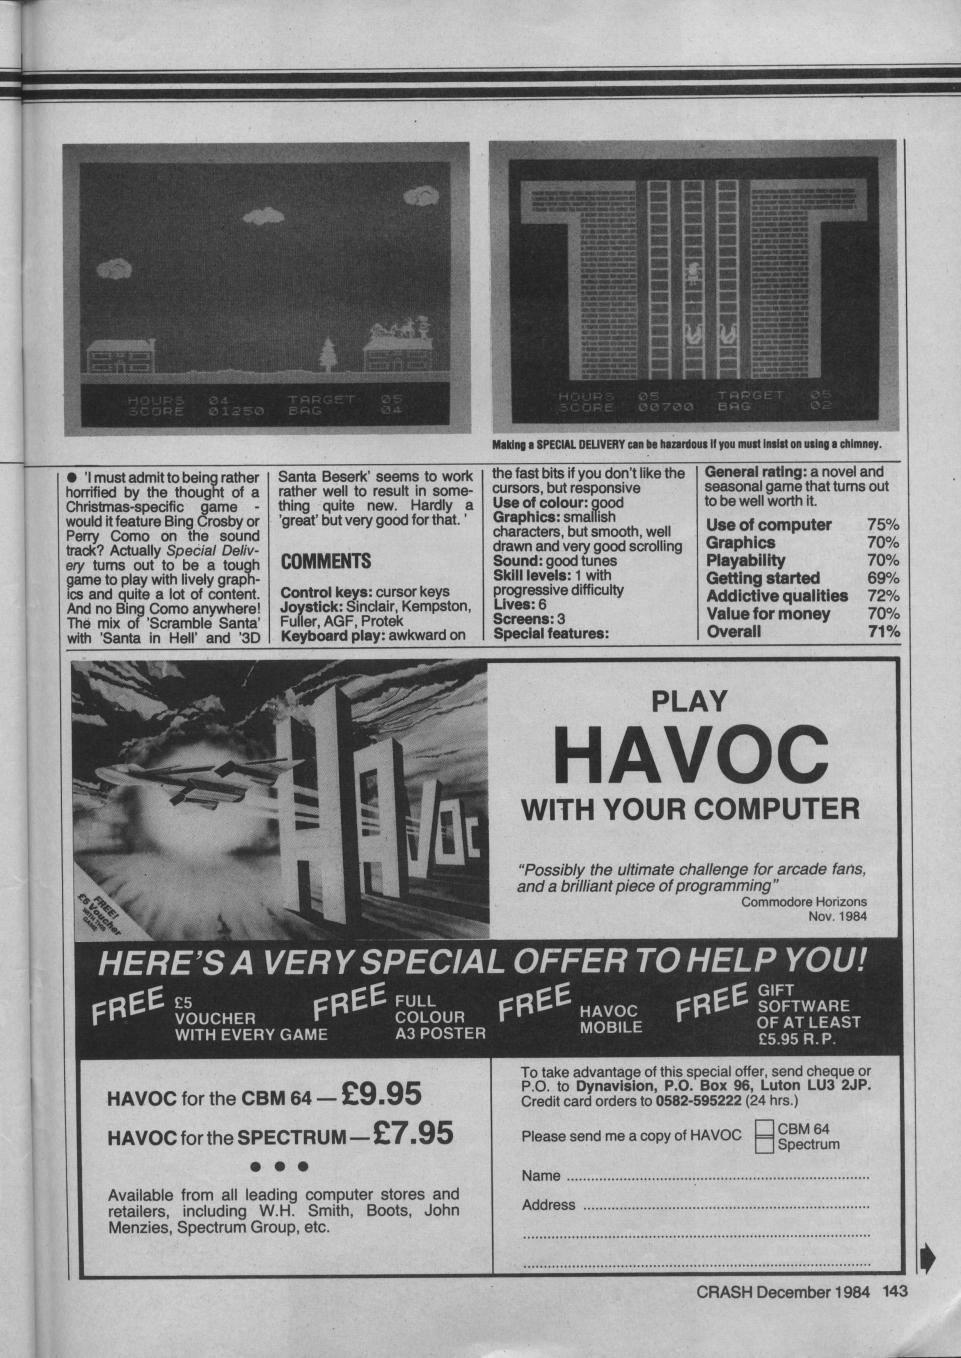 HOURS 04 TARGET 05
SCORE 01250 BAG 04
HOURS 05 TARGET 05
SCORE 00700 BAG 02
Making a SPECIAL DELIVERY can be hazardous if you must insist on using a chimney.
● 'I must admit to being rather
horrified by the thought of a
Christmas-specific game -
would it feature Bing Crosby or
Perry Como on the sound
track? Actually Special Deliv-
ery turns out to be a tough
game to play with lively graph-
ics and quite a lot of content.
And no Bing Como anywhere!
The mix of 'Scramble Santa'
with 'Santa in Hell' and '3D
Santa Beserk' seems to work
rather well to result in some-
thing quite new. Hardly a
'great' but very good for that. '
COMMENTS
Control keys: cursor keys
Joystick: Sinclair, Kempston,
Fuller, AGF, Protek
Keyboard play: awkward on
the fast bits if you don't like the
cursors, but responsive
Use of colour: good
Graphics: smallish
characters, but smooth, well
drawn and very good scrolling
Sound: good tunes
Skill levels: 1 with
progressive difficulty
Lives: 6
Screens: 3
Special features:
General rating: a novel and
seasonal game that turns out
to be well worth it.
Use of computer 75%
Graphics 70%
Playability 70%
Getting started 69%
Addictive qualities 72%
Value for money 70%
Overall 71%
HAVOC
FREE!
£5 Voucher
WITH THIS
GAME
PLAY
HAVOC
WITH YOUR COMPUTER
"Possibly the ultimate challenge for arcade fans,
and a brilliant piece of programming"
Commodore Horizons
Nov. 1984
HERE'S A VERY SPECIAL OFFER TO HELP YOU!
FREE £5
VOUCHER
WITH EVERY GAME
FREE FULL
COLOUR
A3 POSTER
FREE HAVOC
MOBILE
FREE GIFT
SOFTWARE
OF AT LEAST
£5.95 R.P.
HAVOC for the CBM 64 — £9.95
HAVOC for the SPECTRUM — £7.95
● ● ●
Available from all leading computer stores and
retailers, including W.H. Smith, Boots, John
Menzies, Spectrum Group, etc.
To take advantage of this special offer, send cheque or
P.O. to Dynavision, P.O. Box 96, Luton LU3 2JP.
Credit card orders to 0582-595222 (24 hrs.)
Please send me a copy of HAVOC CBM 64
Spectrum
Name
Address
CRASH December 1984 143